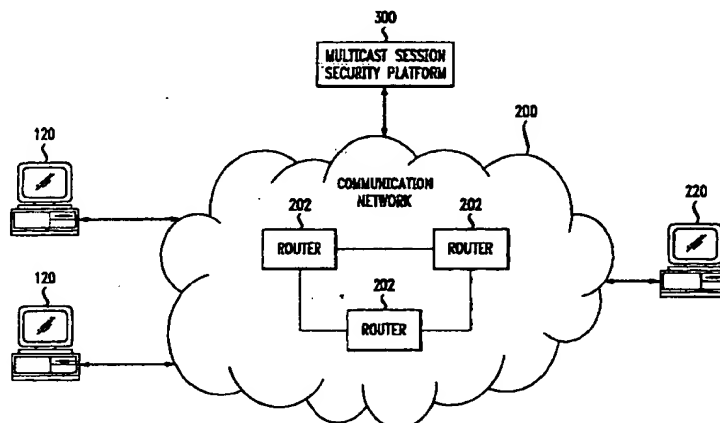 300
MULTICAST SESSION
SECURITY PLATFORM
200
120
COMMUNICATION
NETWORK
220
202
202
ROUTER
ROUTER
120
202
ROUTER